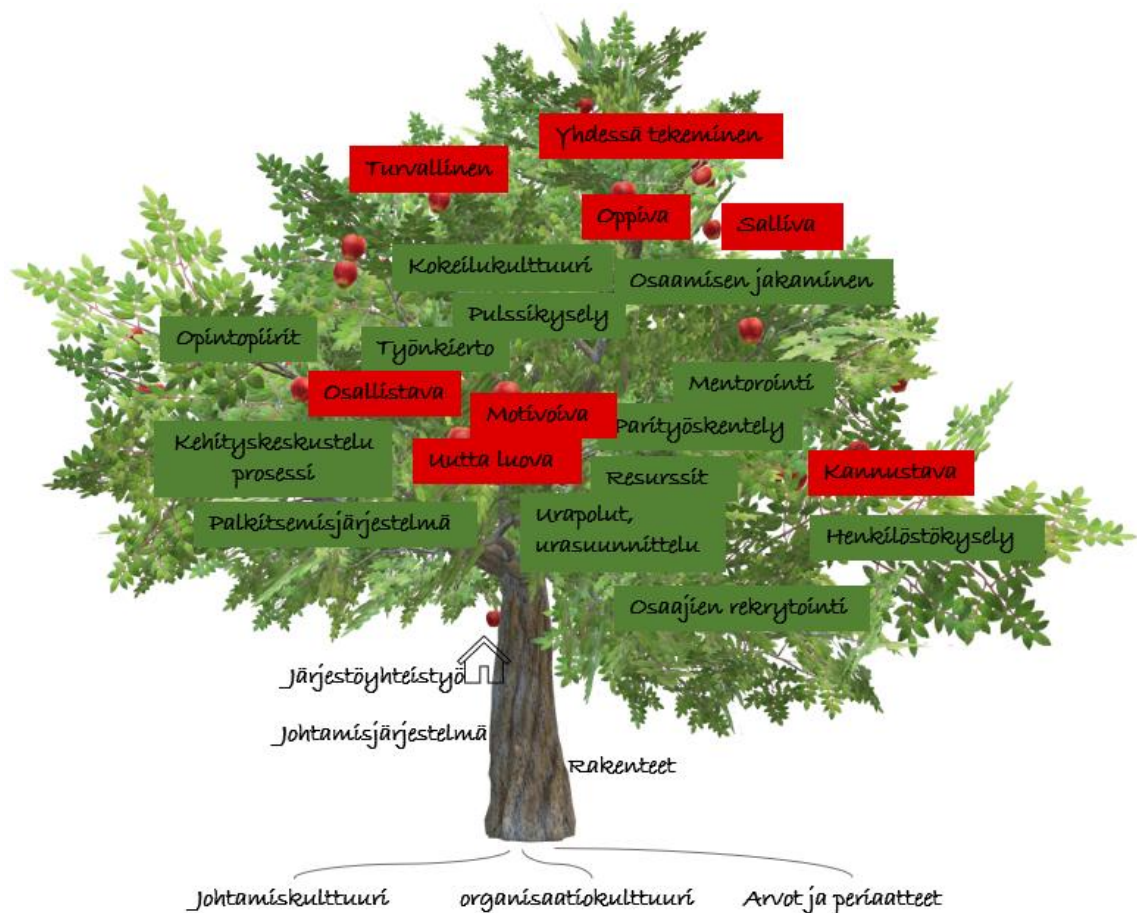 Yhdessä tekeminen
Turvallinen
Oppiva
Salliva
Kokeilukulttuuri
Osaamisen jakaminen
Pulssikysely
Opintopiirit
Työnkierto
Mentorointi
Osallistava
Motivoiva
Parityöskentely
Kehityskeskustelu
prosessi
Uutta luova
Resurssit
Kannustava
Palkitsemisjärjestelmä
Urapolut,
urasuunnittelu
Henkilöstökysely
Osaajien rekrytointi
Järjestöyhteistyö
Johtamisjärjestelmä
Rakenteet
Johtamiskulttuuri
organisaatiokulttuuri
Arvot ja periaatteet